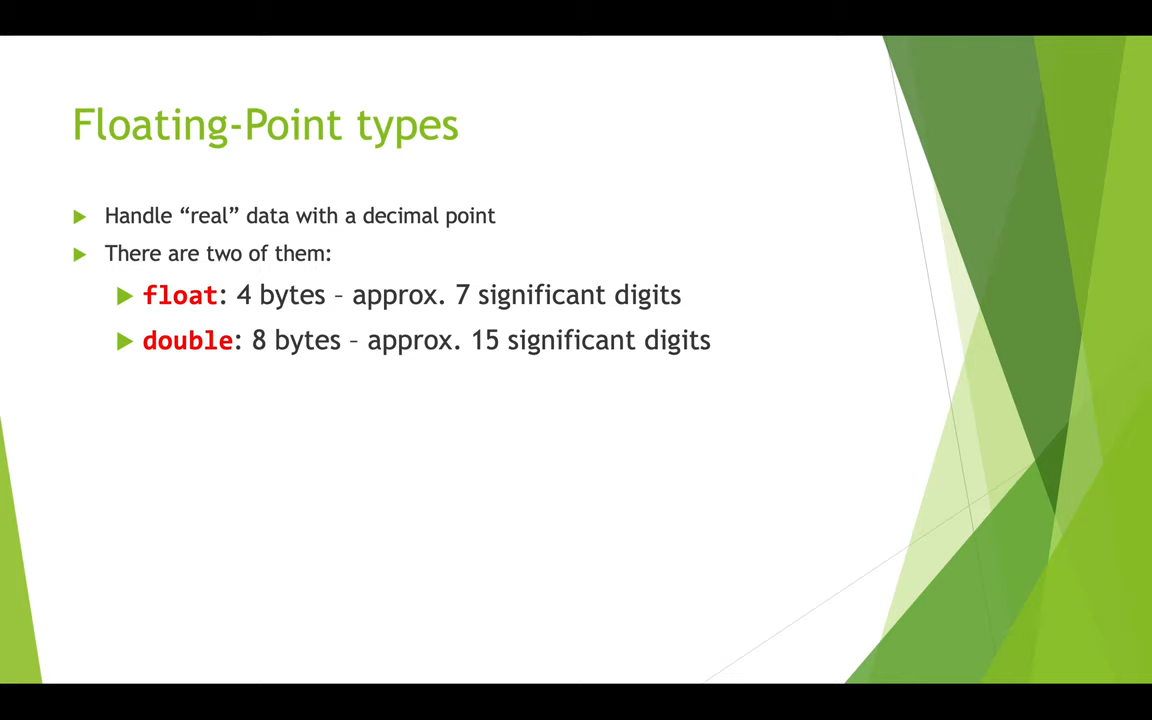 Floating-Point types
Handle “real” data with a decimal point
There are two of them:
float: 4 bytes – approx. 7 significant digits
double: 8 bytes – approx. 15 significant digits